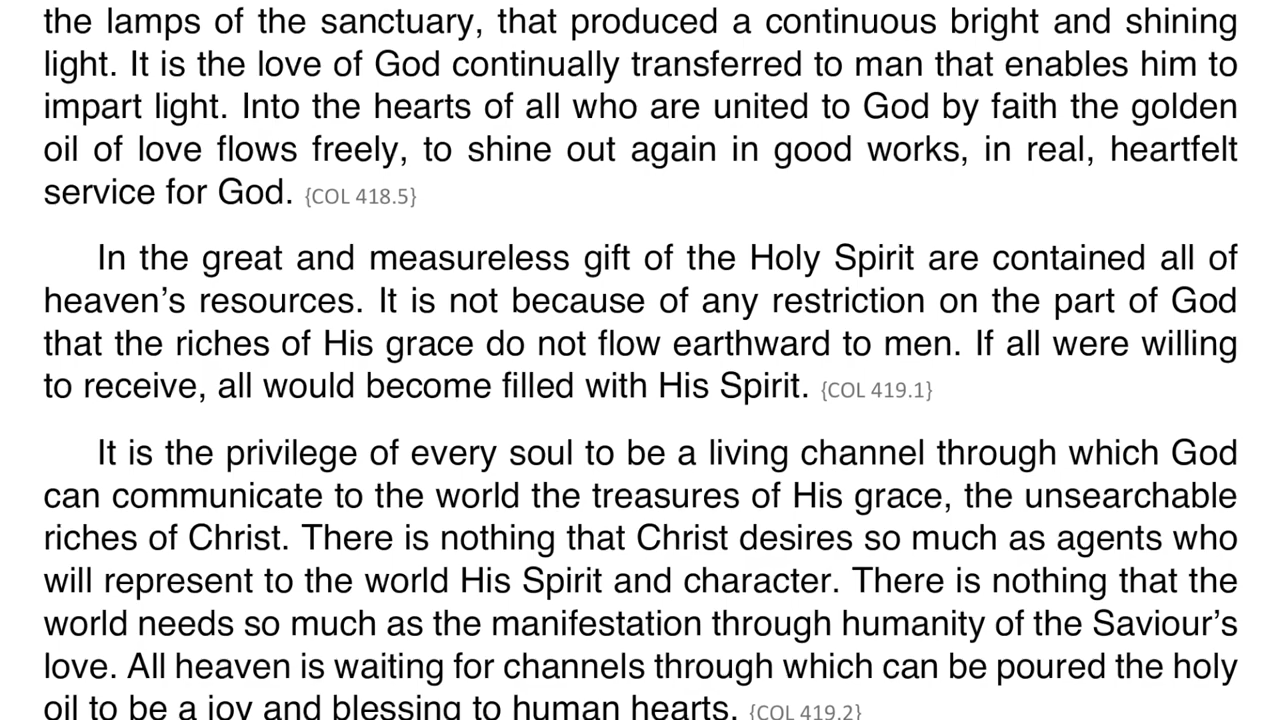 the lamps of the sanctuary, that produced a continuous bright and shining
light. It is the love of God continually transferred to man that enables him to
impart light. Into the hearts of all who are united to God by faith the golden
oil of love flows freely, to shine out again in good works, in real, heartfelt
service for God. {COL 418.5}
In the great and measureless gift of the Holy Spirit are contained all of
heaven’s resources. It is not because of any restriction on the part of God
that the riches of His grace do not flow earthward to men. If all were willing
to receive, all would become filled with His Spirit. {COL 419.1}
It is the privilege of every soul to be a living channel through which God
can communicate to the world the treasures of His grace, the unsearchable
riches of Christ. There is nothing that Christ desires so much as agents who
will represent to the world His Spirit and character. There is nothing that the
world needs so much as the manifestation through humanity of the Saviour’s
love. All heaven is waiting for channels through which can be poured the holy
oil to be a joy and blessing to human hearts. {COL 419.2}